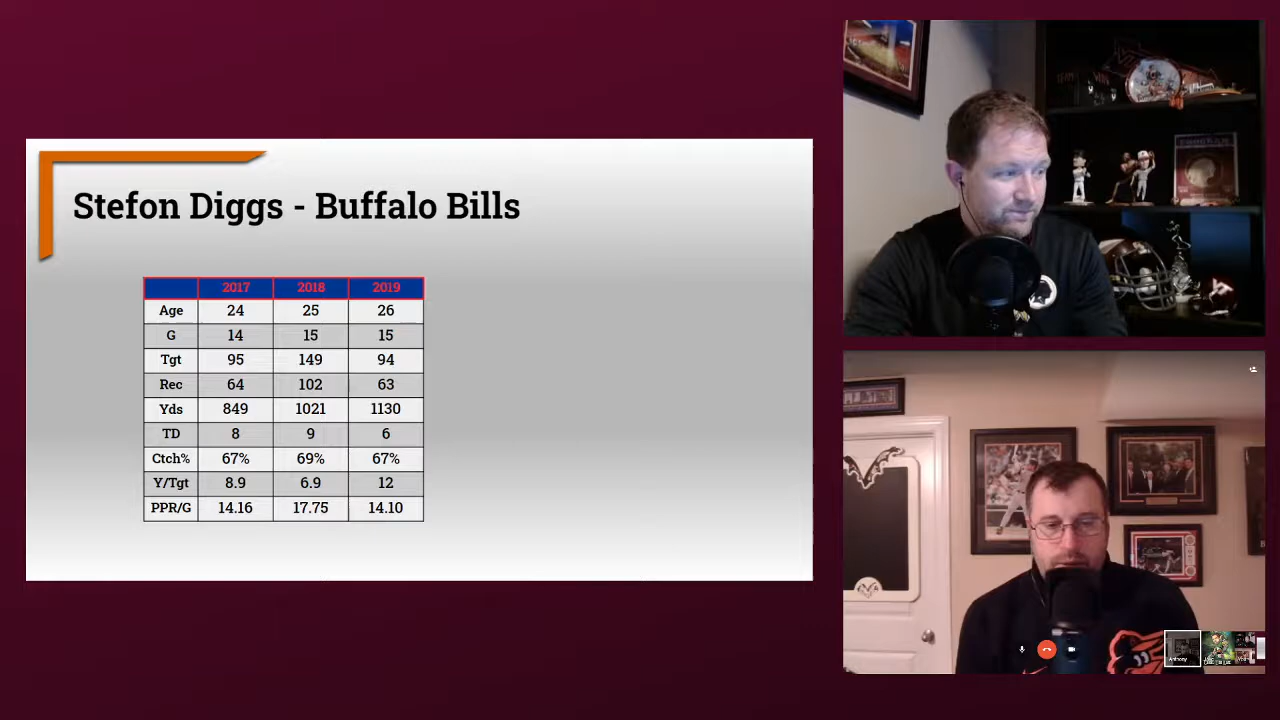 Stefon Diggs - Buffalo Bills
2017 2018 2019
Age 24 25 26
G 14 15 15
Tgt 95 149 94
Rec 64 102 63
Yds 849 1021 1130
TD 8 9 6
Ctch% 67% 69% 67%
Y/Tgt 8.9 6.9 12
PPR/G 14.16 17.75 14.10
Anthony